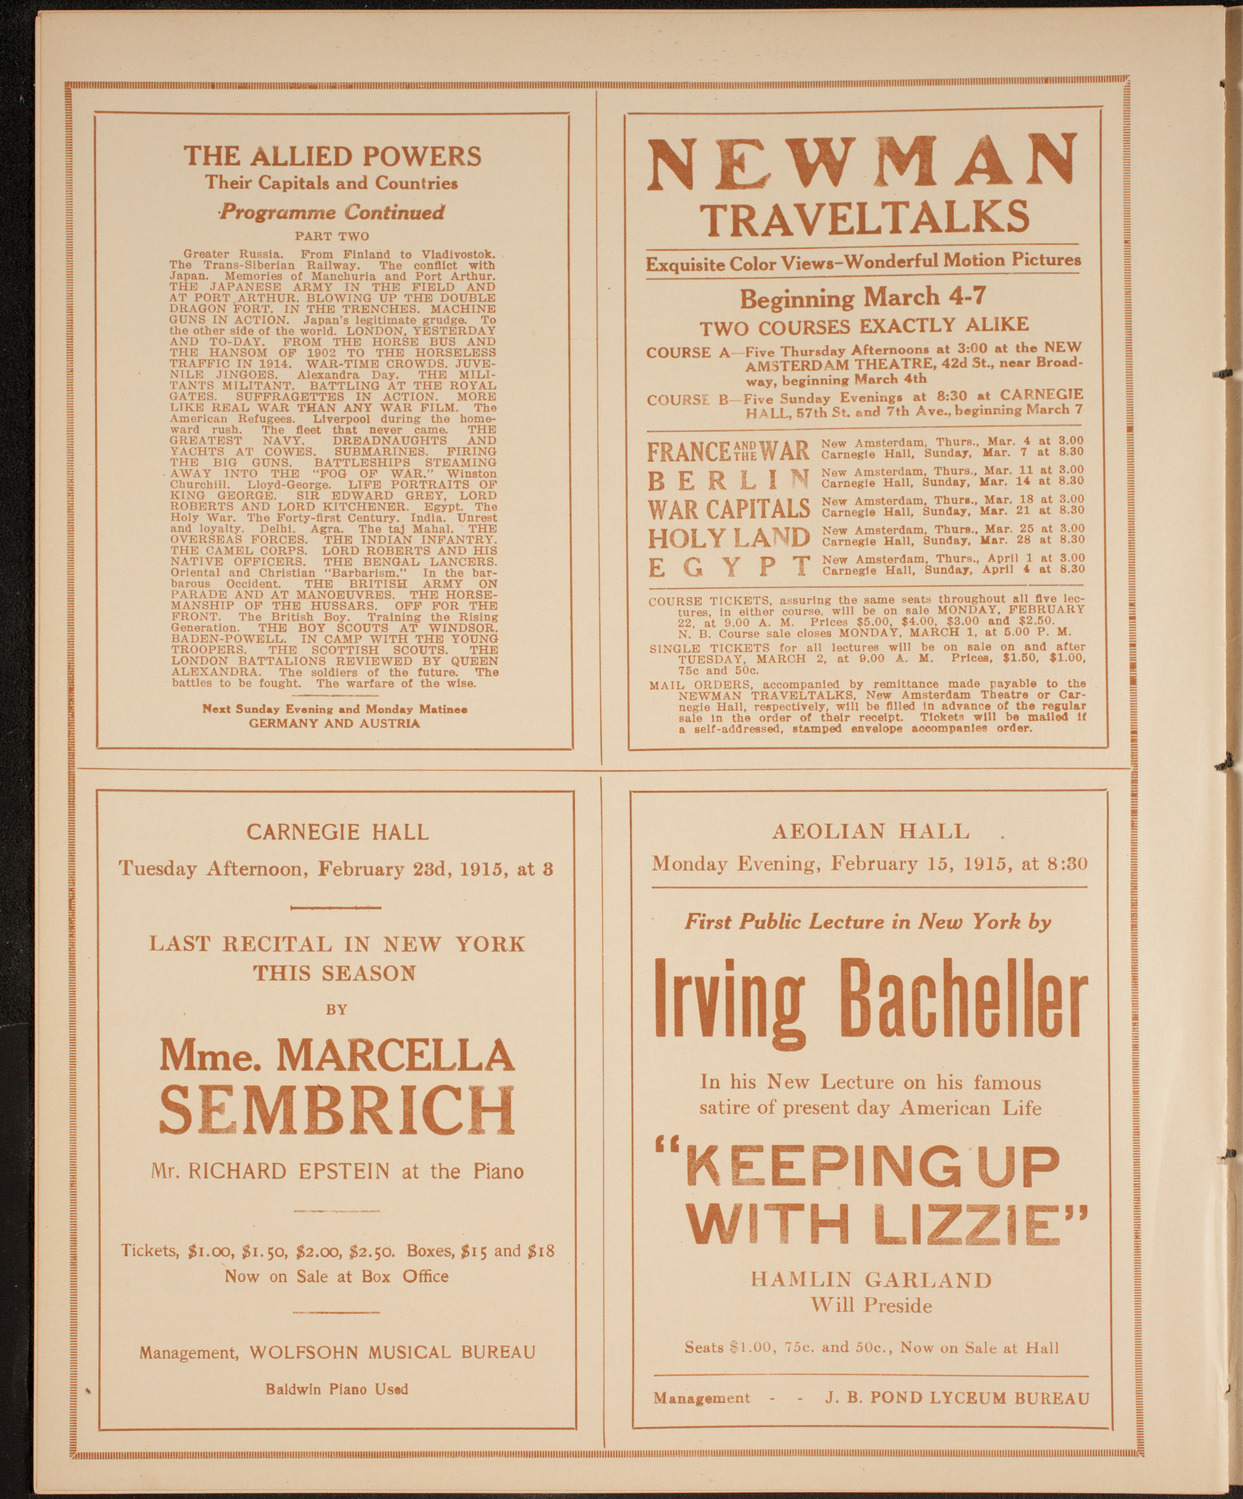 THE ALLIED POWERS
Their Capitals and Countries
Programme Continued
PART TWO
Greater Russia. From Finland to Vladivostok.
The Trans-Siberian Railway. The conflict with
Japan. Memories of Manchuria and Port Arthur.
THE JAPANESE ARMY IN THE FIELD AND
AT PORT ARTHUR. BLOWING UP THE DOUBLE
DRAGON FORT. IN THE TRENCHES. MACHINE
GUNS IN ACTION. Japan's legitimate grudge. To
the other side of the world. LONDON, YESTERDAY
AND TO-DAY. FROM THE HORSE BUS AND
THE HANSOM OF 1902 TO THE HORSELESS
TRAFFIC IN 1914. WAR-TIME CROWDS. JUVE-
NILE JINGOES. Alexandra Day. THE MILI-
TANTS MILITANT. BATTLING AT THE ROYAL
GATES. SUFFRAGETTES IN ACTION. MORE
LIKE REAL WAR THAN ANY WAR FILM. The
American Refugees. Liverpool during the home-
ward rush. The fleet that never came. THE
GREATEST NAVY. DREADNAUGHTS AND
YACHTS AT COWES. SUBMARINES. FIRING
THE BIG GUNS. BATTLESHIPS STEAMING
AWAY INTO THE "FOG OF WAR." Winston
Churchill. Lloyd-George. LIFE PORTRAITS OF
KING GEORGE, SIR EDWARD GREY, LORD
ROBERTS AND LORD KITCHENER. Egypt. The
Holy War. The Forty-first Century. India. Unrest
and loyalty. Delhi. Agra. The taj Mahal. THE
OVERSEAS FORCES. THE INDIAN INFANTRY.
THE CAMEL CORPS. LORD ROBERTS AND HIS
NATIVE OFFICERS. THE BENGAL LANCERS.
Oriental and Christian "Barbarism." In the bar-
barous Occident. THE BRITISH ARMY ON
PARADE AND AT MANOEUVRES. THE HORSE-
MANSHIP OF THE HUSSARS. OFF FOR THE
FRONT. The British Boy. Training the Rising
Generation. THE BOY SCOUTS AT WINDSOR.
BADEN-POWELL. IN CAMP WITH THE YOUNG
TROOPERS. THE SCOTTISH SCOUTS. THE
LONDON BATTALIONS REVIEWED BY QUEEN
ALEXANDRA. The soldiers of the future. The
battles to be fought. The warfare of the wise.
Next Sunday Evening and Monday Matinee
GERMANY AND AUSTRIA
NEWMAN
TRAVELTALKS
Exquisite Color Views-Wonderful Motion Pictures
Beginning March 4-7
TWO COURSES EXACTLY ALIKE
COURSE A—Five Thursday Afternoons at 3:00 at the NEW
AMSTERDAM THEATRE, 42d St., near Broad-
way, beginning March 4th
COURSE B—Five Sunday Evenings at 8:30 at CARNEGIE
HALL, 57th St. and 7th Ave., beginning March 7
FRANCE AND THE WAR New Amsterdam, Thurs., Mar. 4 at 3.00
Carnegie Hall, Sunday, Mar. 7 at 8.30
BERLIN New Amsterdam, Thurs., Mar. 11 at 3.00
Carnegie Hall, Sunday, Mar. 14 at 8.30
WAR CAPITALS New Amsterdam, Thurs., Mar. 18 at 3.00
Carnegie Hall, Sunday, Mar. 21 at 8.30
HOLY LAND New Amsterdam, Thurs., Mar. 25 at 3.00
Carnegie Hall, Sunday, Mar. 28 at 8.30
EGYPT New Amsterdam, Thurs., April 1 at 3.00
Carnegie Hall, Sunday, April 4 at 8.30
COURSE TICKETS, assuring the same seats throughout all five lec-
tures, in either course, will be on sale MONDAY, FEBRUARY
22, at 9.00 A. M. Prices $5.00, $4.00, $3.00 and $2.50.
N. B. Course sale closes MONDAY, MARCH 1, at 5.00 P. M.
SINGLE TICKETS for all lectures will be on sale on and after
TUESDAY, MARCH 2, at 9.00 A. M. Prices, $1.50, $1.00,
75c and 50c.
MAIL ORDERS, accompanied by remittance made payable to the
NEWMAN TRAVELTALKS, New Amsterdam Theatre or Car-
negie Hall, respectively, will be filled in advance of the regular
sale in the order of their receipt. Tickets will be mailed if
a self-addressed, stamped envelope accompanies order.
CARNEGIE HALL
Tuesday Afternoon, February 23d, 1915, at 3
LAST RECITAL IN NEW YORK
THIS SEASON
BY
Mme. MARCELLA
SEMBRICH
Mr. RICHARD EPSTEIN at the Piano
Tickets, $1.00, $1.50, $2.00, $2.50. Boxes, $15 and $18
Now on Sale at Box Office
Management, WOLFSOHN MUSICAL BUREAU
Baldwin Piano Used
AEOLIAN HALL
Monday Evening, February 15, 1915, at 8:30
First Public Lecture in New York by
Irving Bacheller
In his New Lecture on his famous
satire of present day American Life
"KEEPING UP
WITH LIZZIE"
HAMLIN GARLAND
Will Preside
Seats $1.00, 75c. and 50c., Now on Sale at Hall
Management - - J. B. POND LYCEUM BUREAU